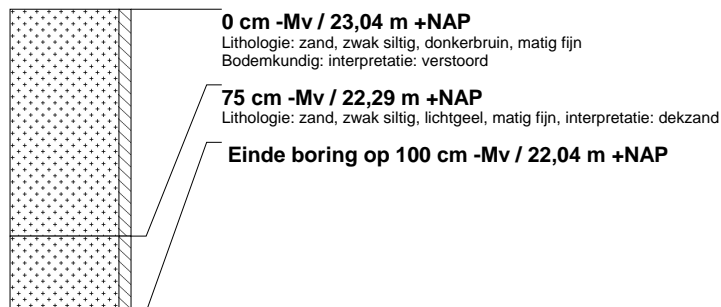 0 cm -Mv / 23,04 m +NAP
Lithologie: zand, zwak siltig, donkerbruin, matig fijn
Bodemkundig: interpretatie: verstoord
75 cm -Mv / 22,29 m +NAP
Lithologie: zand, zwak siltig, lichtgeel, matig fijn, interpretatie: dekzand
Einde boring op 100 cm -Mv / 22,04 m +NAP